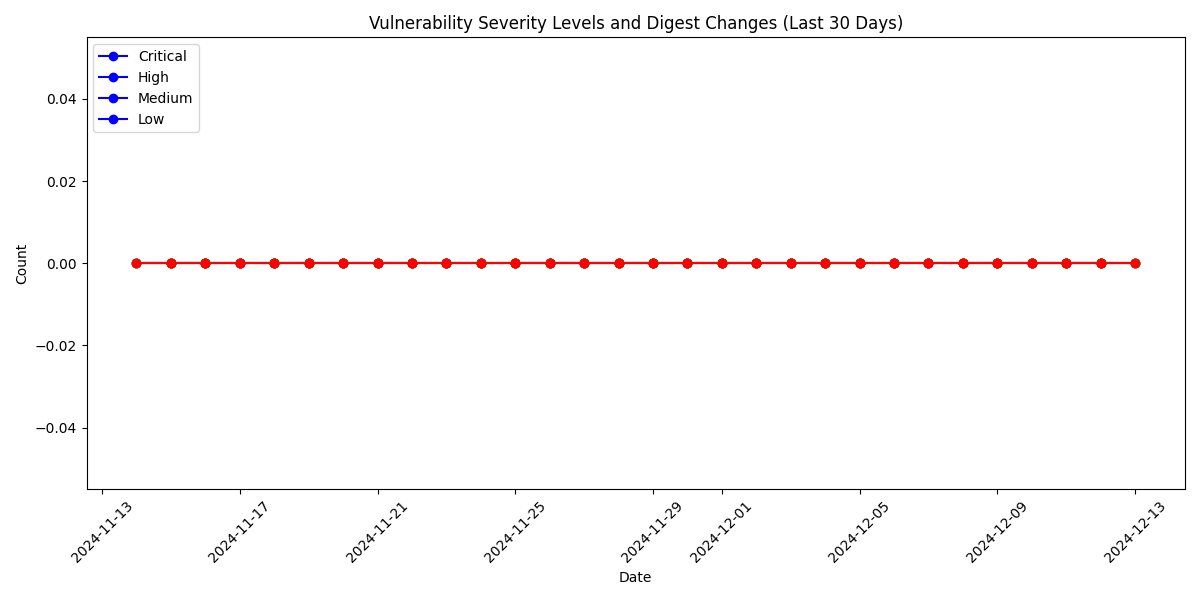 Vulnerability Severity Levels and Digest Changes (Last 30 Days)
Critical
High
Medium
Low
0.04
0.02
0.00
−0.02
−0.04
Count
2024-11-13
2024-11-17
2024-11-21
2024-11-25
2024-11-29
2024-12-01
2024-12-05
2024-12-09
2024-12-13
Date